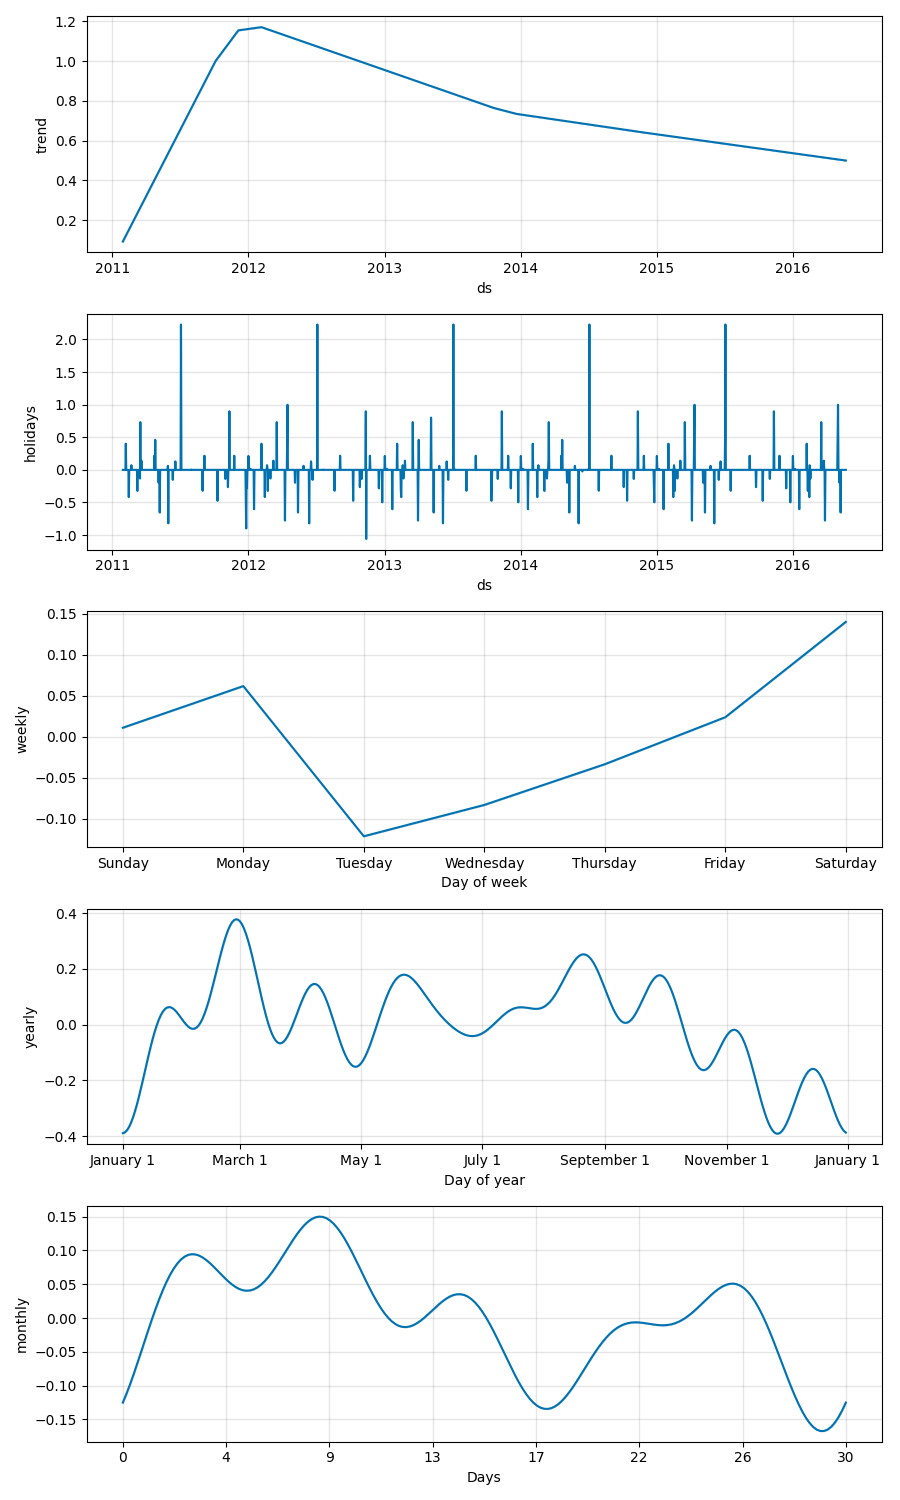 1.2
1.0
0.8
0.6
0.4
0.2
trend
2011 2012 2013 2014 2015 2016
ds
2.0
1.5
1.0
0.5
0.0
−0.5
−1.0
holidays
2011 2012 2013 2014 2015 2016
ds
0.15
0.10
0.05
0.00
−0.05
−0.10
weekly
Sunday Monday Tuesday Wednesday Thursday Friday Saturday
Day of week
0.4
0.2
0.0
−0.2
−0.4
yearly
January 1 March 1 May 1 July 1 September 1 November 1 January 1
Day of year
0.15
0.10
0.05
0.00
−0.05
−0.10
−0.15
monthly
0 4 9 13 17 22 26 30
Days